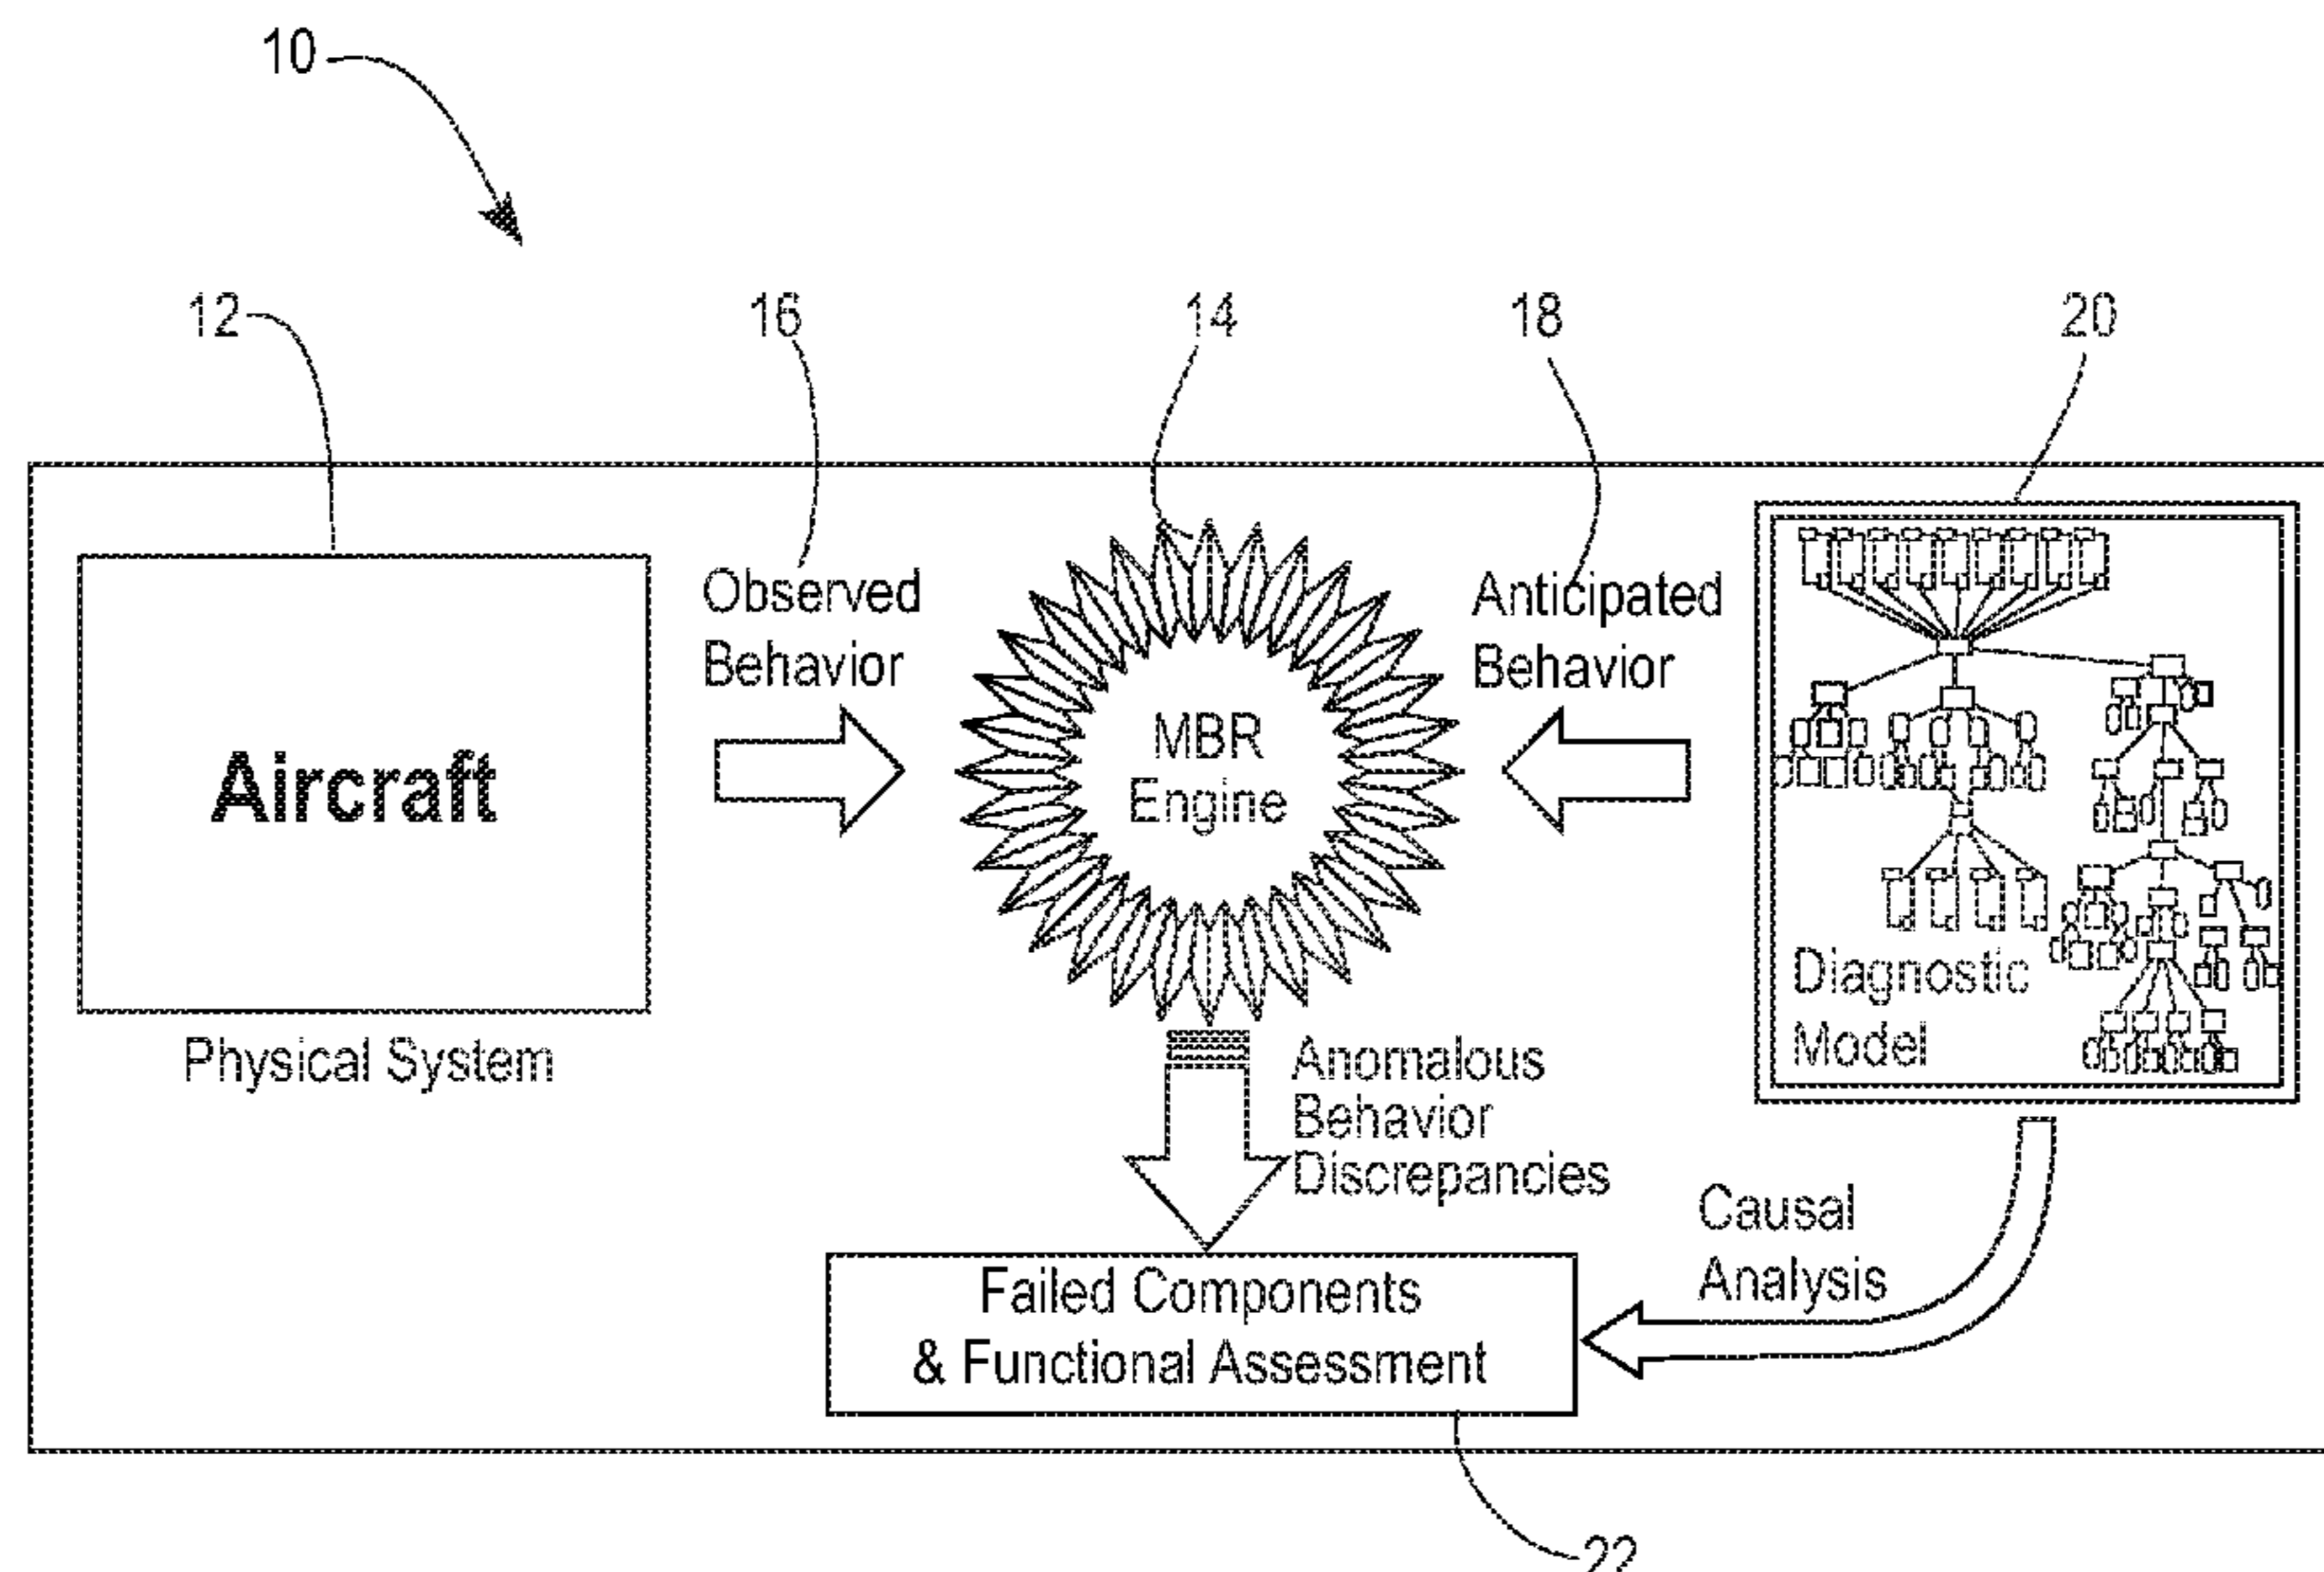 10
12
16
14
18
20
Observed
Behavior
Anticipated
Behavior
MBR
Engine
Aircraft
Physical System
Diagnostic
Model
Anomalous
Behavior
Discrepancies
Causal
Analysis
Failed Components
& Functional Assessment
22